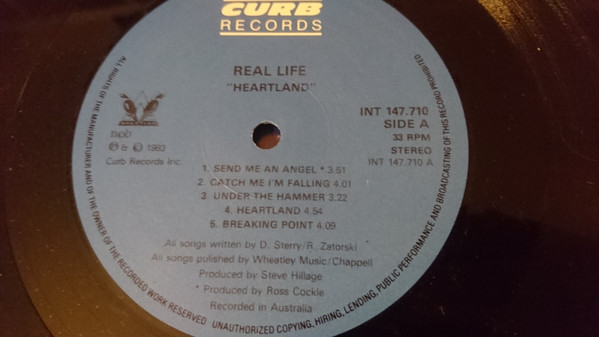 CURB
RECORDS
REAL LIFE
"HEARTLAND"
INT 147.710
SIDE A
33 RPM
STEREO
INT 147.710 A
℗ & © 1983
Curb Records Inc.
1. SEND ME AN ANGEL * 3.51
2. CATCH ME I'M FALLING 4.01
3. UNDER THE HAMMER 3.22
4. HEARTLAND 4.54
5. BREAKING POINT 4.09
All songs written by D. Sterry/R. Zatorski
All songs pulished by Wheatley Music/Chappell
Produced by Steve Hillage
* Produced by Ross Cockle
Recorded in Australia
ALL RIGHTS OF THE MANUFACTURER AND OF THE OWNER OF THE RECORDED WORK RESERVED UNAUTHORIZED COPYING, HIRING, LENDING, PUBLIC PERFORMANCE AND BROADCASTING OF THIS RECORD PROHIBITED